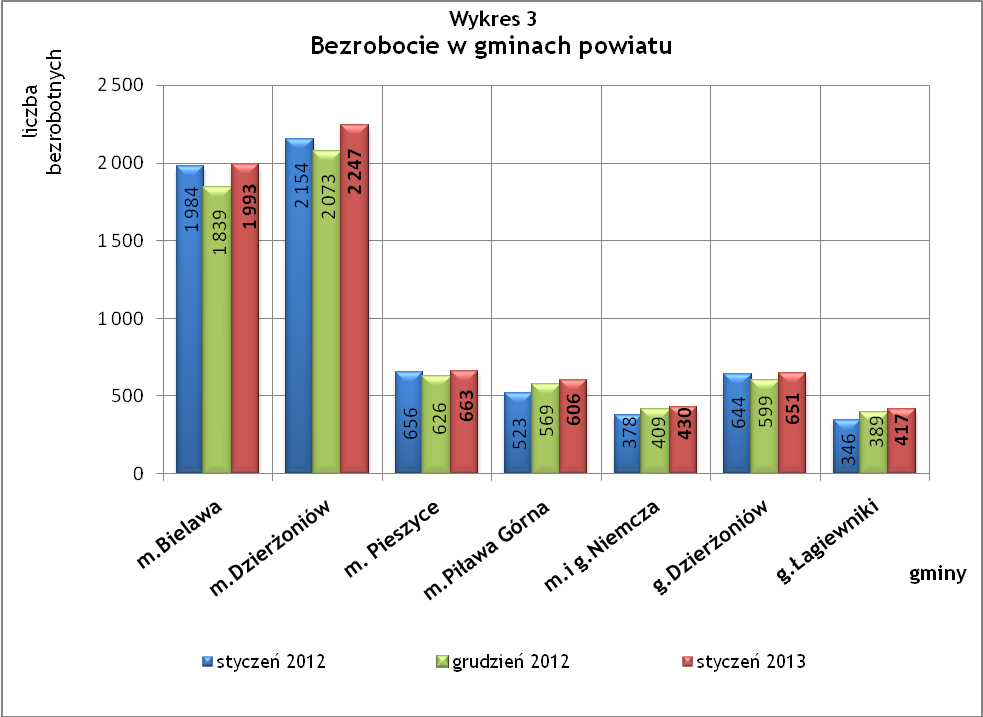 Wykres 3
Bezrobocie w gminach powiatu
liczba
bezrobotnych
2 500
2 000
1 500
1 000
500
0
1 984
1 839
1 993
2 154
2 073
2 247
656
626
663
523
569
606
378
409
430
644
599
651
346
389
417
m.Bielawa
m.Dzierżoniów
m. Pieszyce
m.Piława Górna
m.i g.Niemcza
g.Dzierżoniów
g.Łagiewniki
gminy
styczeń 2012
grudzień 2012
styczeń 2013